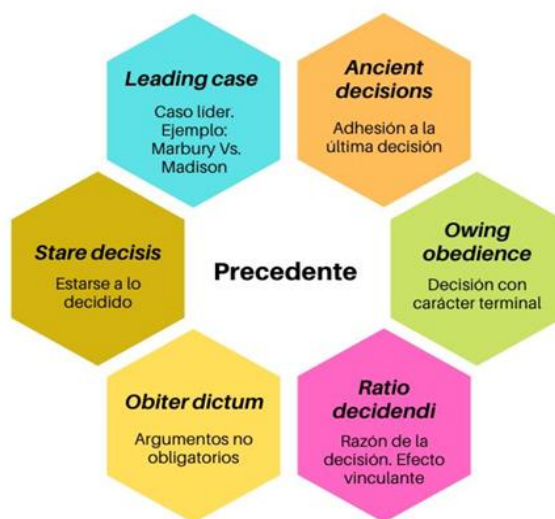 Leading case
Caso líder.
Ejemplo:
Marbury Vs.
Madison
Ancient
decisions
Adhesión a la
última decisión
Stare decisis
Estarse a lo
decidido
Precedente
Owing
obedience
Decisión con
carácter terminal
Obiter dictum
Argumentos no
obligatorios
Ratio
decidendi
Razón de la
decisión. Efecto
vinculante